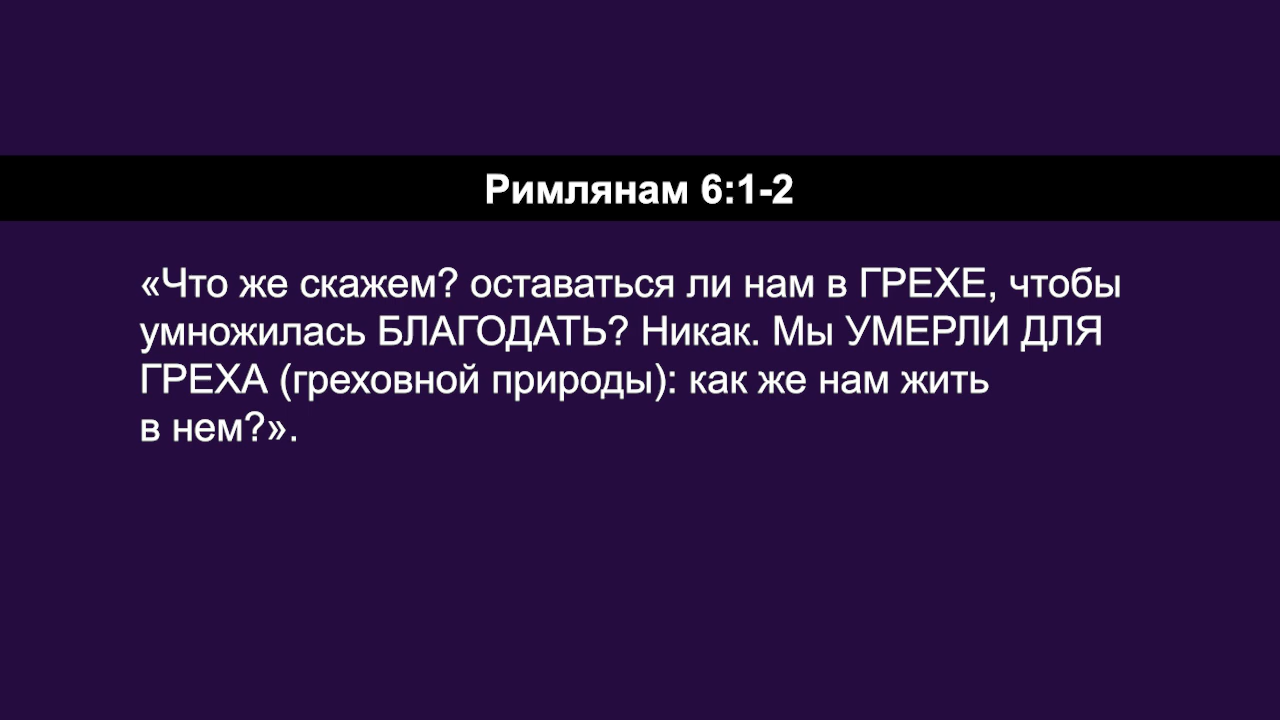 Римлянам 6:1-2
«Что же скажем? оставаться ли нам в ГРЕХЕ, чтобы
умножилась БЛАГОДАТЬ? Никак. Мы УМЕРЛИ ДЛЯ
ГРЕХА (греховной природы): как же нам жить
в нем?».